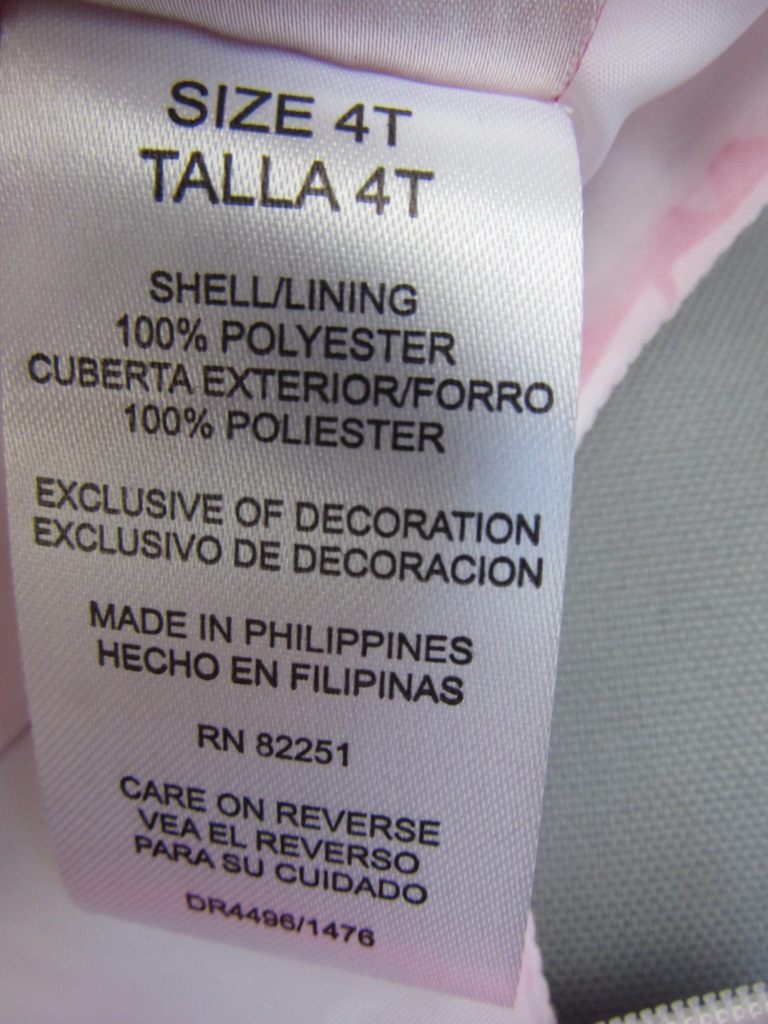 SIZE 4T
TALLA 4T
SHELL/LINING
100% POLYESTER
CUBERTA EXTERIOR/FORRO
100% POLIESTER
EXCLUSIVE OF DECORATION
EXCLUSIVO DE DECORACION
MADE IN PHILIPPINES
HECHO EN FILIPINAS
RN 82251
CARE ON REVERSE
VEA EL REVERSO
PARA SU CUIDADO
DR4496/1476